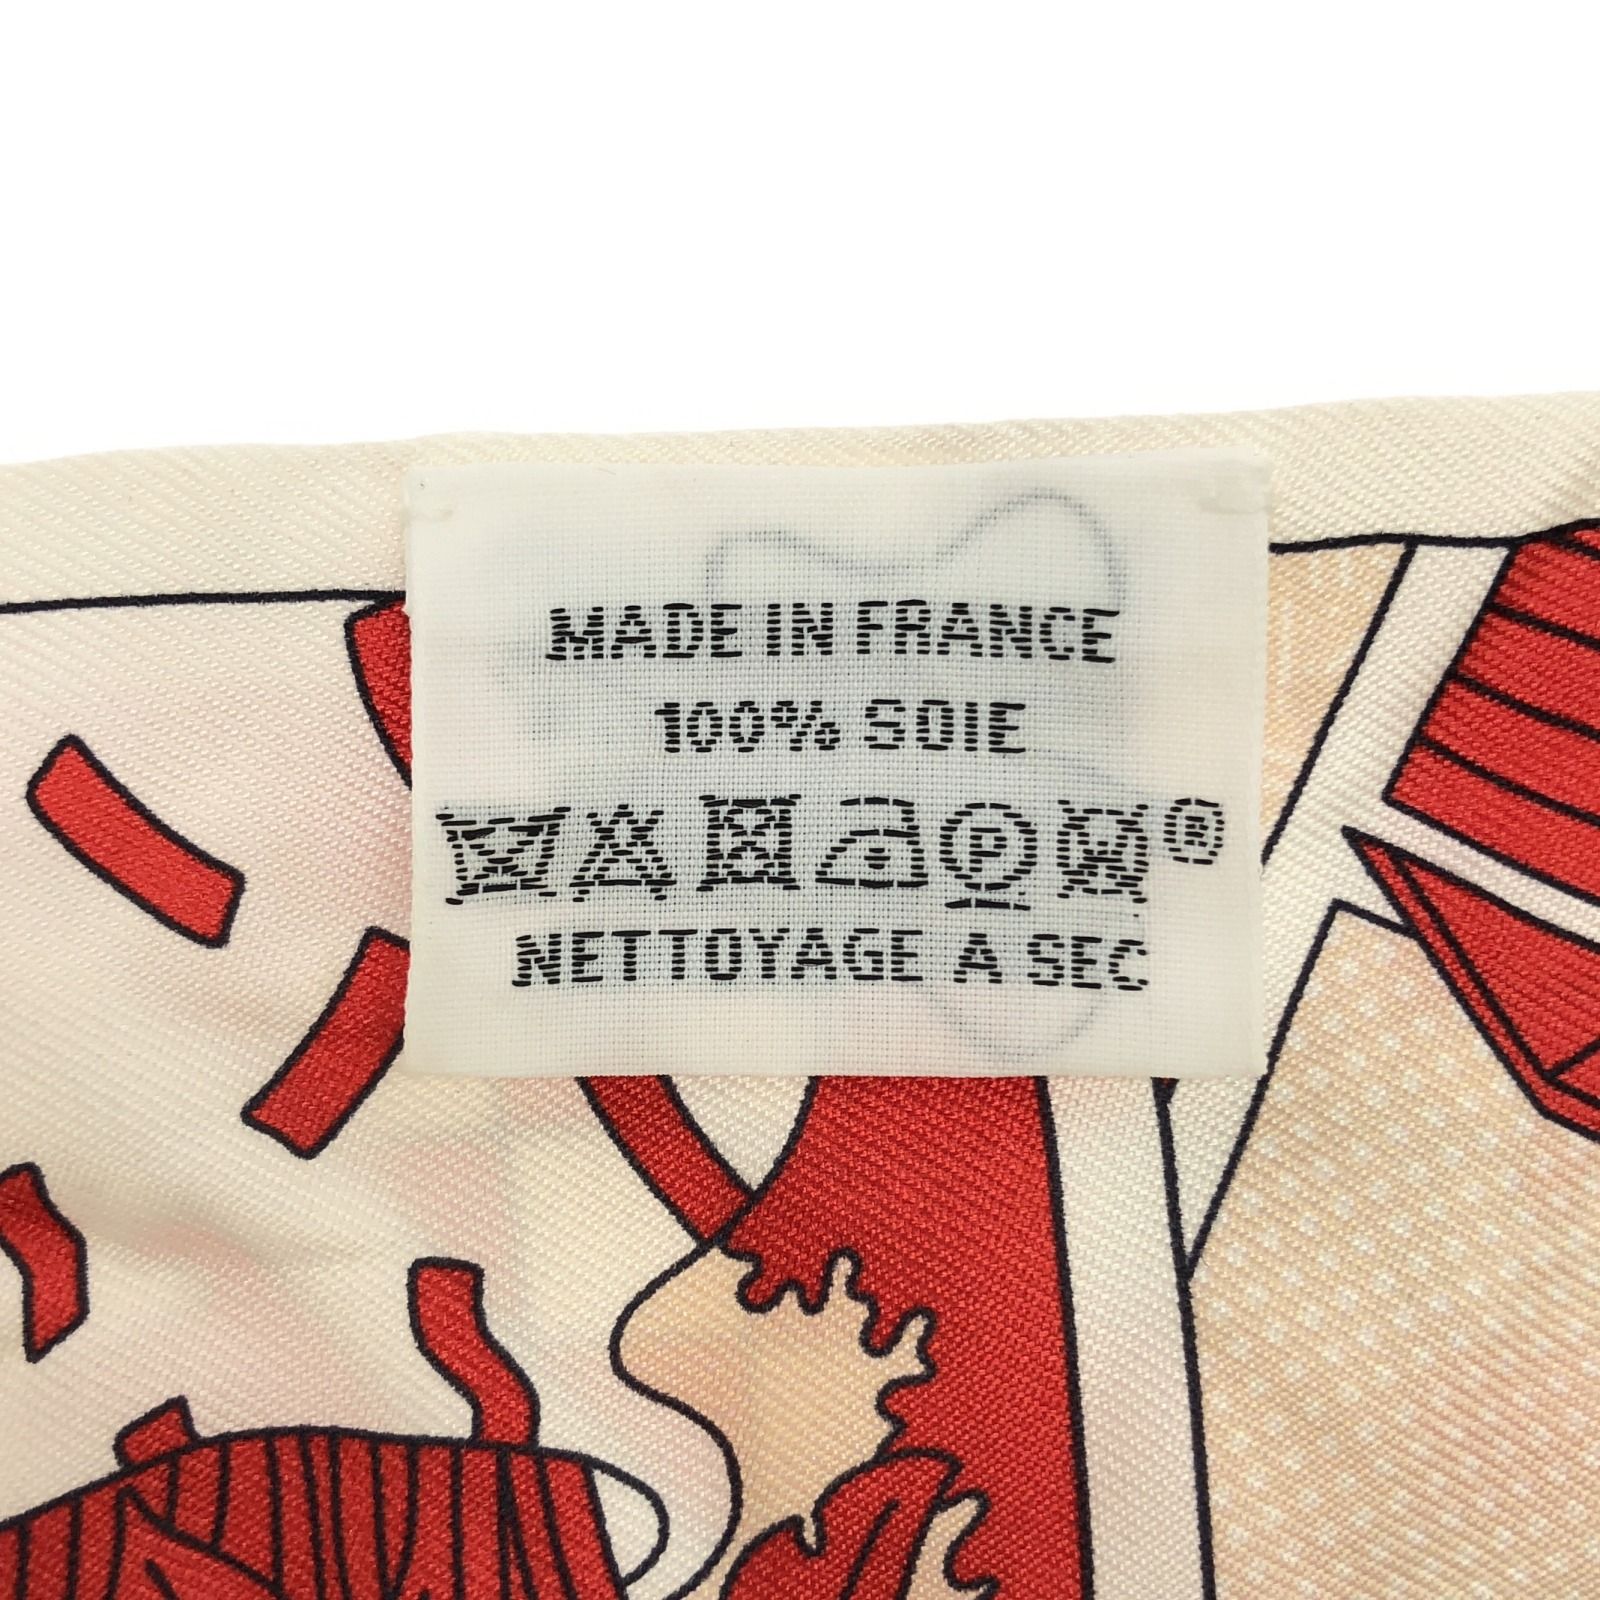 MADE IN FRANCE
100% SOIE
P ®
NETTOYAGE A SEC